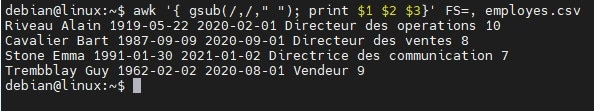 debian@linux:~$ awk '{ gsub(/,/," "); print $1 $2 $3}' FS=, employes.csv
Riveau Alain 1919-05-22 2020-02-01 Directeur des operations 10
Cavalier Bart 1987-09-09 2020-09-01 Directeur des ventes 8
Stone Emma 1991-01-30 2021-01-02 Directrice des communication 7
Trembblay Guy 1962-02-02 2020-08-01 Vendeur 9
debian@linux:~$